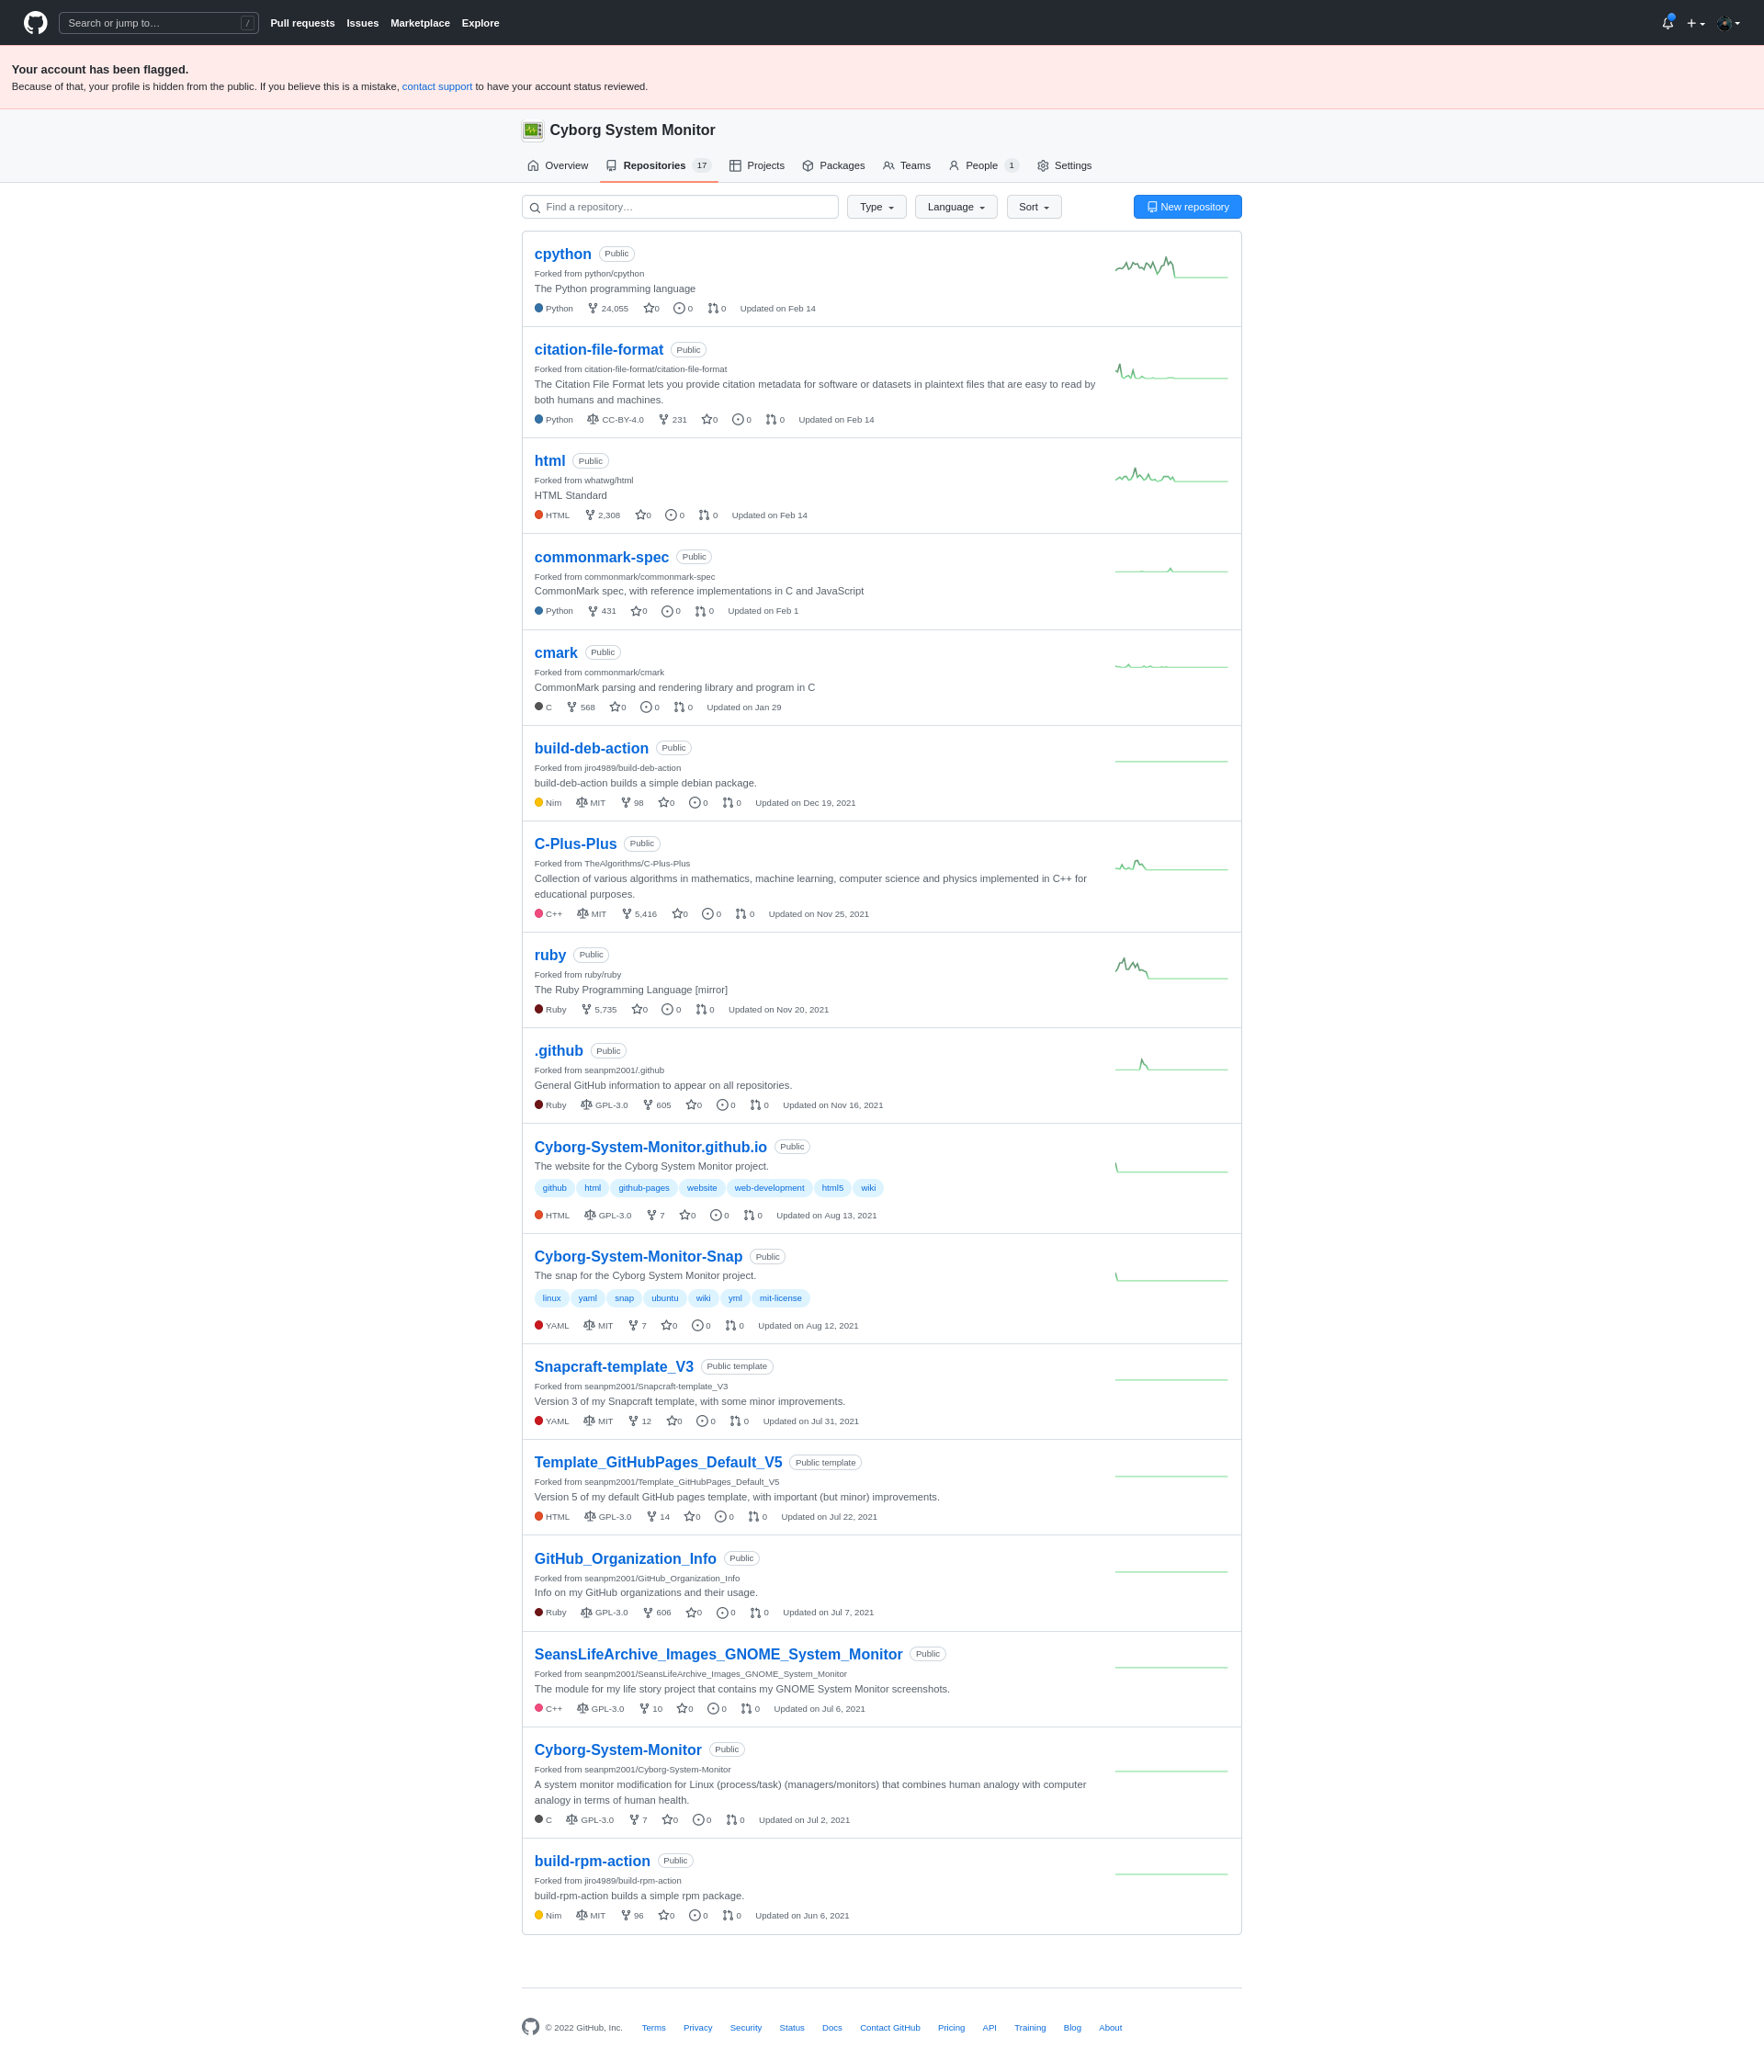 Search or jump to… /
Pull requests Issues Marketplace Explore
Your account has been flagged.
Because of that, your profile is hidden from the public. If you believe this is a mistake, contact support to have your account status reviewed.
Cyborg System Monitor
Overview Repositories 17 Projects Packages Teams People 1 Settings
Find a repository… Type Language Sort New repository
cpython Public
Forked from python/cpython
The Python programming language
Python 24,055 0 0 0 Updated on Feb 14
citation-file-format Public
Forked from citation-file-format/citation-file-format
The Citation File Format lets you provide citation metadata for software or datasets in plaintext files that are easy to read by
both humans and machines.
Python CC-BY-4.0 231 0 0 0 Updated on Feb 14
html Public
Forked from whatwg/html
HTML Standard
HTML 2,308 0 0 0 Updated on Feb 14
commonmark-spec Public
Forked from commonmark/commonmark-spec
CommonMark spec, with reference implementations in C and JavaScript
Python 431 0 0 0 Updated on Feb 1
cmark Public
Forked from commonmark/cmark
CommonMark parsing and rendering library and program in C
C 568 0 0 0 Updated on Jan 29
build-deb-action Public
Forked from jiro4989/build-deb-action
build-deb-action builds a simple debian package.
Nim MIT 98 0 0 0 Updated on Dec 19, 2021
C-Plus-Plus Public
Forked from TheAlgorithms/C-Plus-Plus
Collection of various algorithms in mathematics, machine learning, computer science and physics implemented in C++ for
educational purposes.
C++ MIT 5,416 0 0 0 Updated on Nov 25, 2021
ruby Public
Forked from ruby/ruby
The Ruby Programming Language [mirror]
Ruby 5,735 0 0 0 Updated on Nov 20, 2021
.github Public
Forked from seanpm2001/.github
General GitHub information to appear on all repositories.
Ruby GPL-3.0 605 0 0 0 Updated on Nov 16, 2021
Cyborg-System-Monitor.github.io Public
The website for the Cyborg System Monitor project.
github html github-pages website web-development html5 wiki
HTML GPL-3.0 7 0 0 0 Updated on Aug 13, 2021
Cyborg-System-Monitor-Snap Public
The snap for the Cyborg System Monitor project.
linux yaml snap ubuntu wiki yml mit-license
YAML MIT 7 0 0 0 Updated on Aug 12, 2021
Snapcraft-template_V3 Public template
Forked from seanpm2001/Snapcraft-template_V3
Version 3 of my Snapcraft template, with some minor improvements.
YAML MIT 12 0 0 0 Updated on Jul 31, 2021
Template_GitHubPages_Default_V5 Public template
Forked from seanpm2001/Template_GitHubPages_Default_V5
Version 5 of my default GitHub pages template, with important (but minor) improvements.
HTML GPL-3.0 14 0 0 0 Updated on Jul 22, 2021
GitHub_Organization_Info Public
Forked from seanpm2001/GitHub_Organization_Info
Info on my GitHub organizations and their usage.
Ruby GPL-3.0 606 0 0 0 Updated on Jul 7, 2021
SeansLifeArchive_Images_GNOME_System_Monitor Public
Forked from seanpm2001/SeansLifeArchive_Images_GNOME_System_Monitor
The module for my life story project that contains my GNOME System Monitor screenshots.
C++ GPL-3.0 10 0 0 0 Updated on Jul 6, 2021
Cyborg-System-Monitor Public
Forked from seanpm2001/Cyborg-System-Monitor
A system monitor modification for Linux (process/task) (managers/monitors) that combines human analogy with computer
analogy in terms of human health.
C GPL-3.0 7 0 0 0 Updated on Jul 2, 2021
build-rpm-action Public
Forked from jiro4989/build-rpm-action
build-rpm-action builds a simple rpm package.
Nim MIT 96 0 0 0 Updated on Jun 6, 2021
© 2022 GitHub, Inc. Terms Privacy Security Status Docs Contact GitHub Pricing API Training Blog About